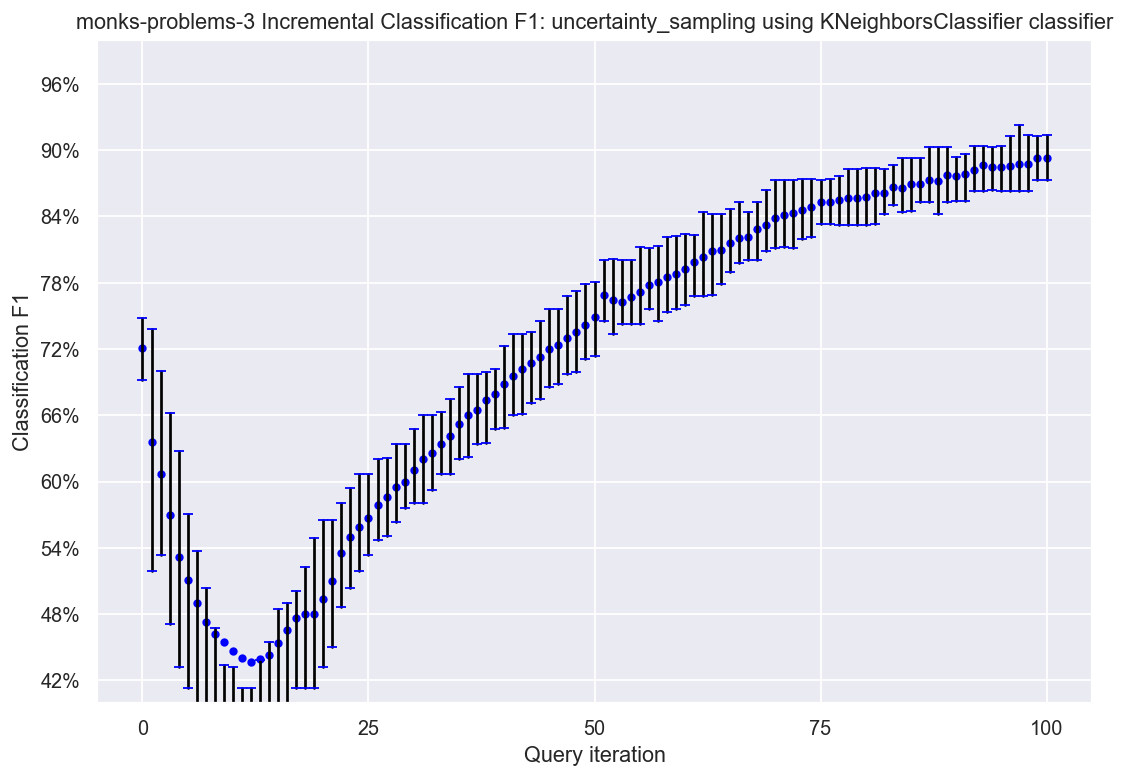 monks-problems-3 Incremental Classification F1: uncertainty_sampling using KNeighborsClassifier classifier
96%
90%
84%
78%
72%
66%
60%
54%
48%
42%
Classification F1
0 25 50 75 100
Query iteration